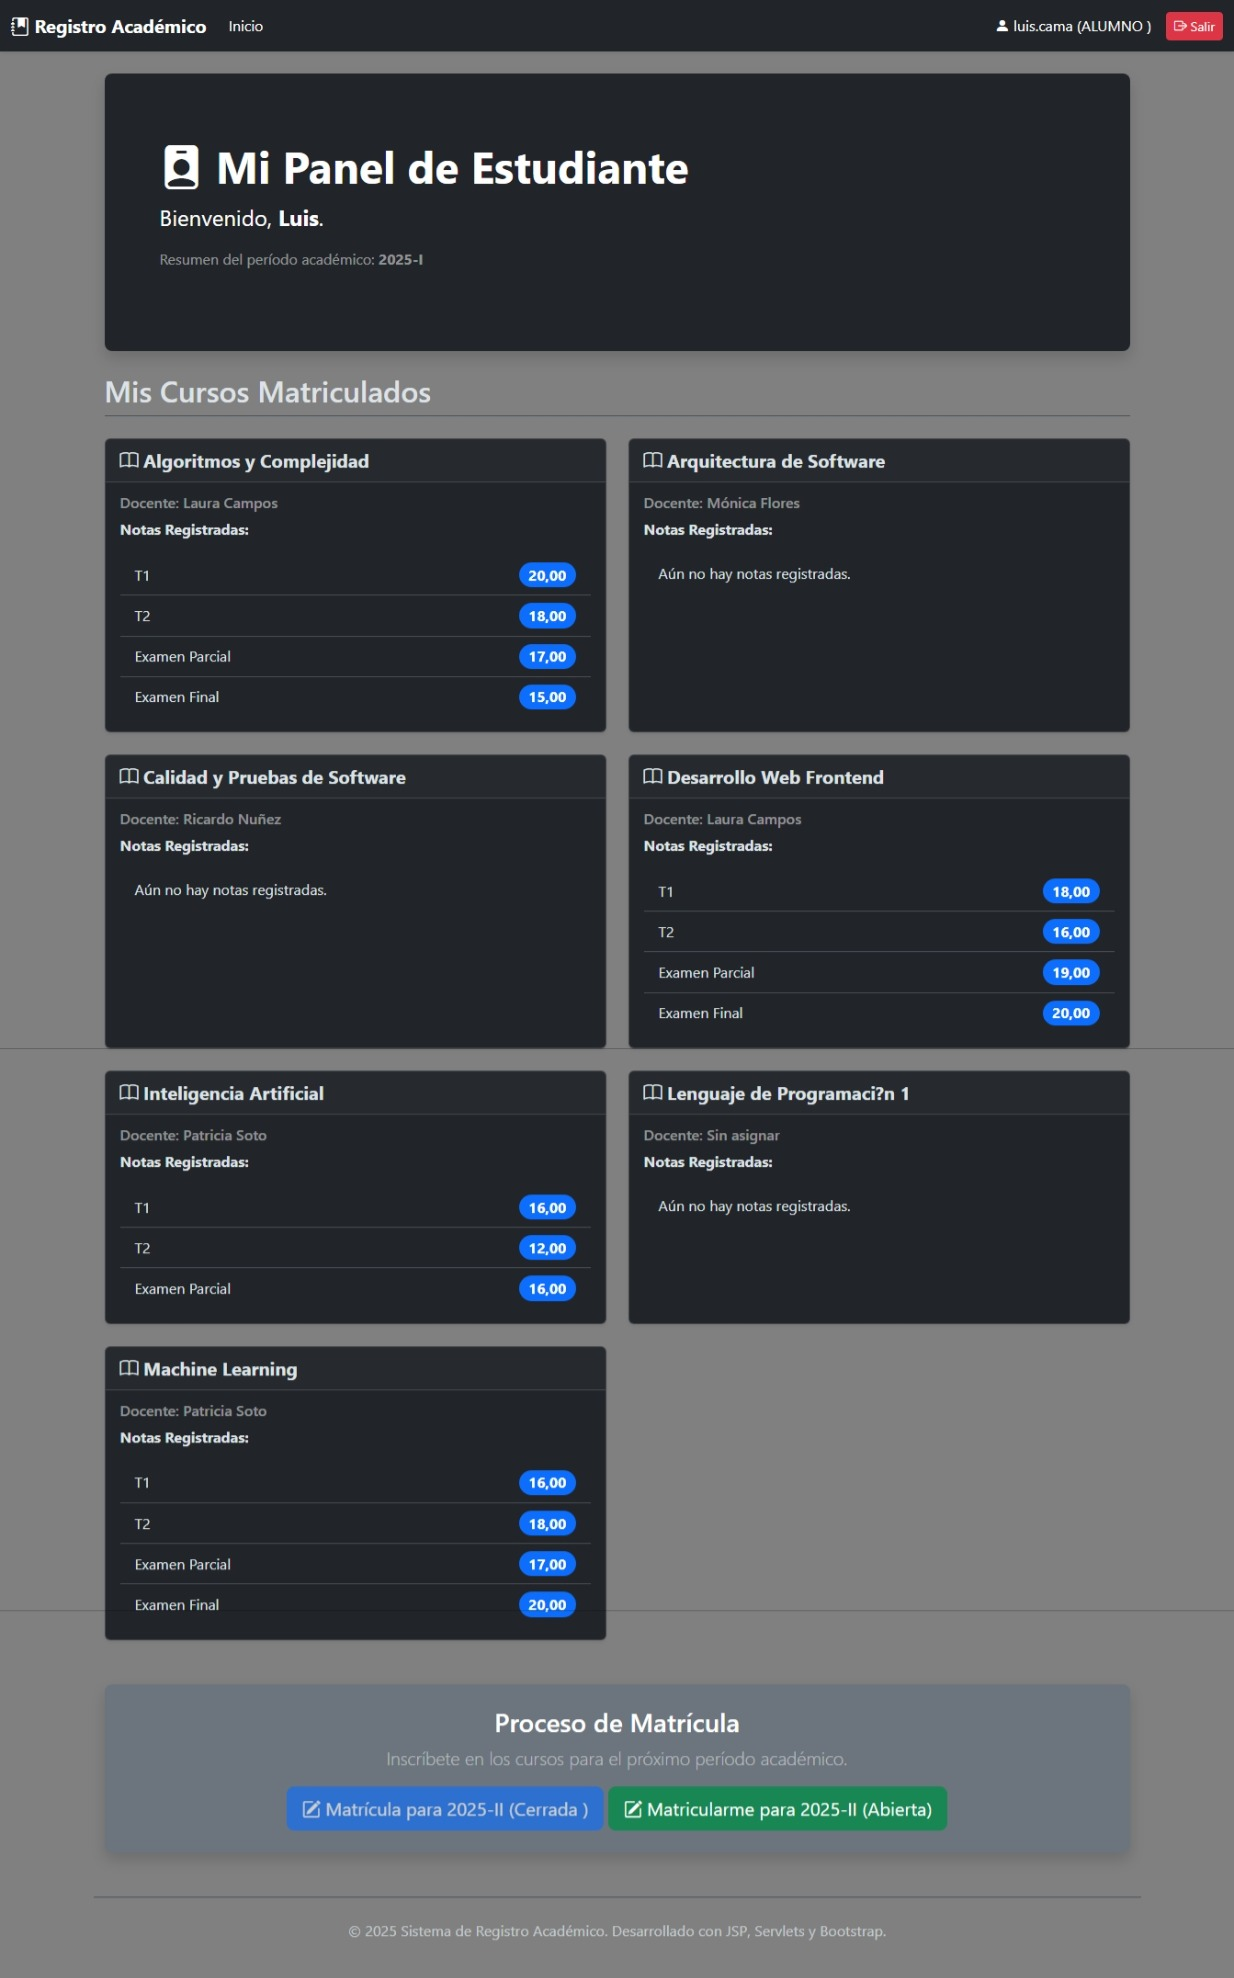 Registro Académico Inicio luis.cama (ALUMNO ) Salir
Mi Panel de Estudiante
Bienvenido, Luis.
Resumen del período académico: 2025-I
Mis Cursos Matriculados
Algoritmos y Complejidad
Docente: Laura Campos
Notas Registradas:
T1 20,00
T2 18,00
Examen Parcial 17,00
Examen Final 15,00
Arquitectura de Software
Docente: Mónica Flores
Notas Registradas:
Aún no hay notas registradas.
Calidad y Pruebas de Software
Docente: Ricardo Nuñez
Notas Registradas:
Aún no hay notas registradas.
Desarrollo Web Frontend
Docente: Laura Campos
Notas Registradas:
T1 18,00
T2 16,00
Examen Parcial 19,00
Examen Final 20,00
Inteligencia Artificial
Docente: Patricia Soto
Notas Registradas:
T1 16,00
T2 12,00
Examen Parcial 16,00
Lenguaje de Programaci?n 1
Docente: Sin asignar
Notas Registradas:
Aún no hay notas registradas.
Machine Learning
Docente: Patricia Soto
Notas Registradas:
T1 16,00
T2 18,00
Examen Parcial 17,00
Examen Final 20,00
Proceso de Matrícula
Inscríbete en los cursos para el próximo período académico.
Matrícula para 2025-II (Cerrada ) Matricularme para 2025-II (Abierta)
© 2025 Sistema de Registro Académico. Desarrollado con JSP, Servlets y Bootstrap.